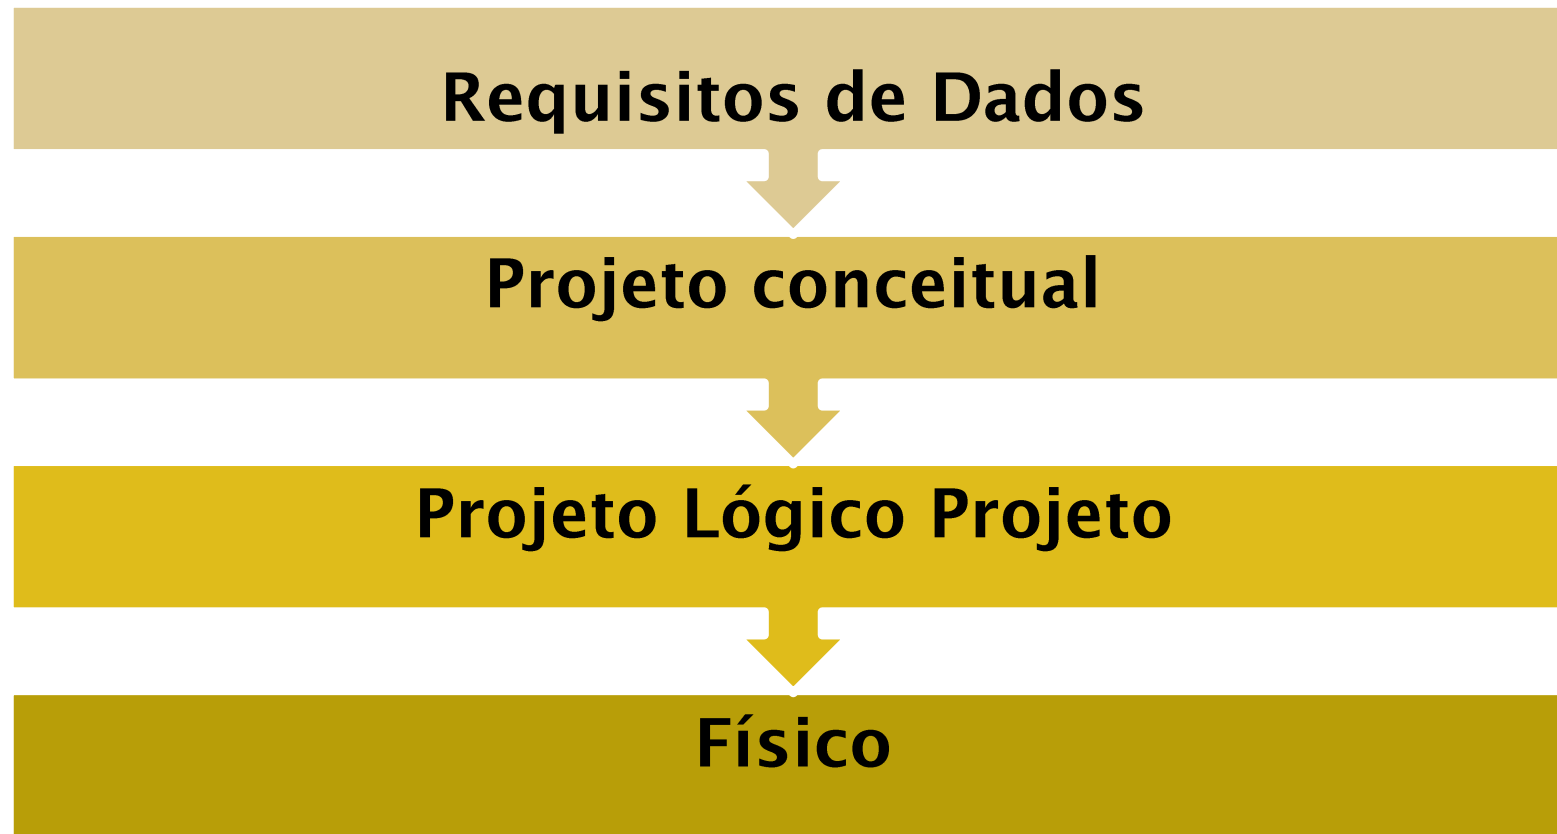 Requisitos de Dados
Projeto conceitual
Projeto Lógico Projeto
Físico